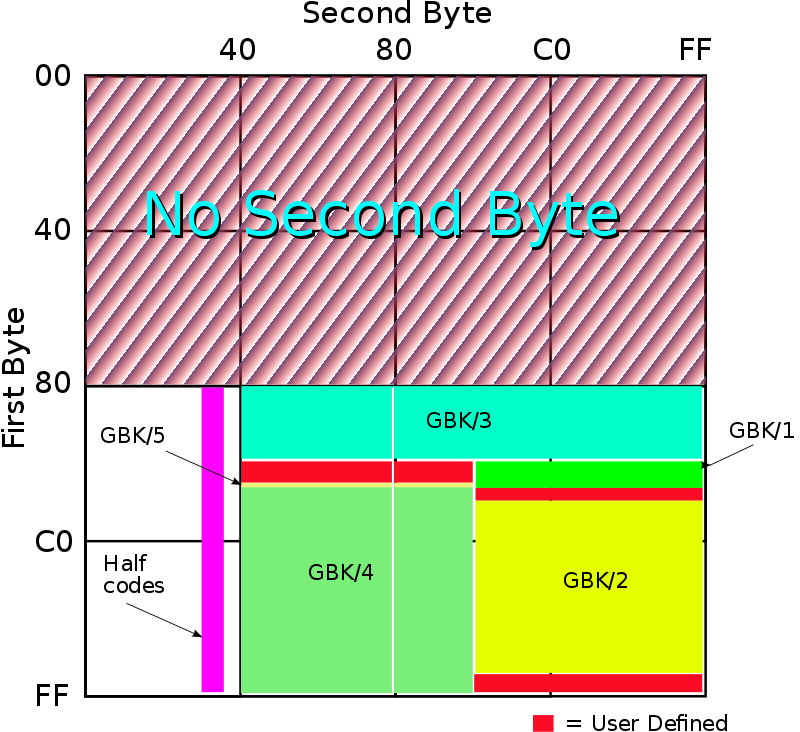 Second Byte
40 80 C0 FF
00
No Second Byte
40
First Byte
80
GBK/3
GBK/1
GBK/5
C0
Half
codes
GBK/4
GBK/2
FF
= User Defined